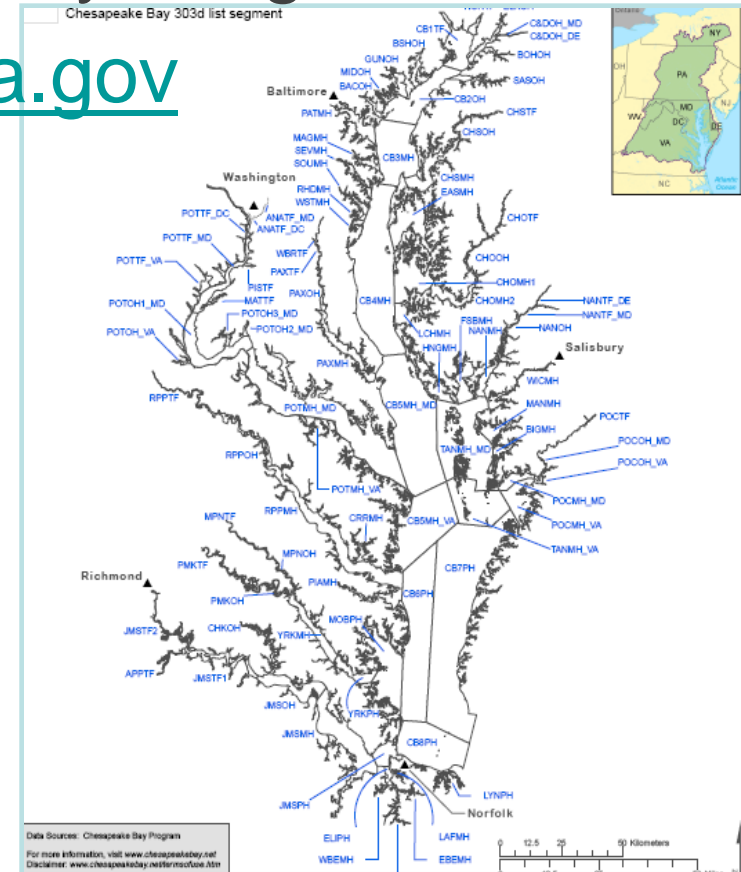 Chesapeake Bay 303d list segment
a.gov
CB1TF
C&DOH_MD
C&DOH_DE
BSHOH
GUNOH
BOHOH
MIDOH
BACOH
SASOH
Baltimore
CB2OH
PATMH
CHSTF
CHSOH
MAGMH
SEVMH
SOUMH
CB3MH
CHSMH
EASMH
Washington
RHDMH
WSTMH
POTTF_DC
ANATF_MD
ANATF_DC
CHOTF
POTTF_MD
WBRTF
POTTF_VA
PAXTF
CHOOH
PISTF
MATTF
PAXOH
CB4MH
CHOMH1
CHOMH2
NANTF_DE
NANTF_MD
POTOH1_MD
POTOH3_MD
POTOH2_MD
FSBMH
NANMH
NANOH
LCHMH
HNGMH
POTOH_VA
Salisbury
PAXMH
WICMH
RPPTF
POTMH_MD
CB5MH_MD
MANMH
POCTF
BIGMH
POCOH_MD
TANMH_MD
RPPOH
POCOH_VA
POTMH_VA
POCMH_MD
RPPMH
CRRMH
CB5MH_VA
POCMH_VA
MPNTF
TANMH_VA
MPNOH
PMKTF
CB7PH
Richmond
PIAMH
CB6PH
PMKOH
MOBPH
JMSTF2
CHKOH
YRKMH
APPTF
JMSTF1
JMSOH
YRKPH
JMSMH
CB8PH
LYNPH
JMSPH
Norfolk
ELIPH
LAFMH
WBEMH
EBEMH
Data Sources: Chesapeake Bay Program
For more information, visit www.chesapeakebay.net
Disclaimer: www.chesapeakebay.net/termsofuse.htm
0 12.5 25 50 Kilometers
NY
OH
PA
NJ
MD
WV
DC
DE
VA
NC
Atlantic
Ocean